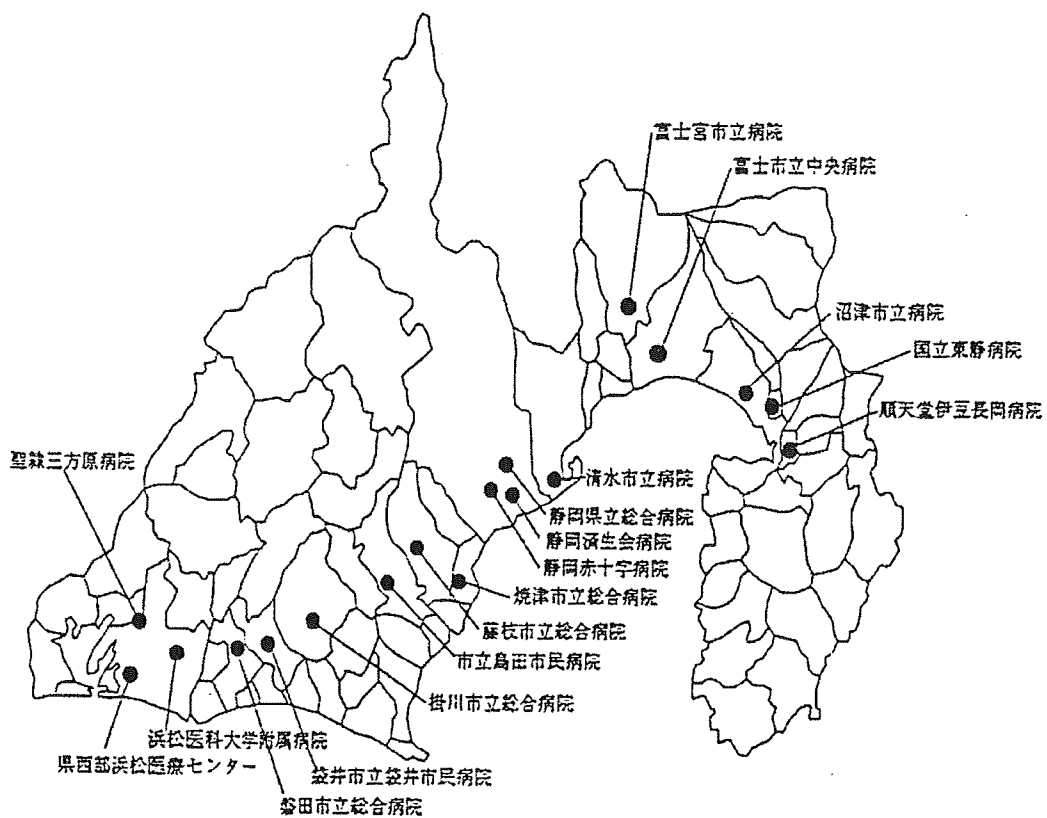 富士宮市立病院
富士市立中央病院
沼津市立病院
国立東静病院
順天堂伊豆長岡病院
聖隷三方原病院
清水市立病院
静岡県立総合病院
静岡済生会病院
静岡赤十字病院
焼津市立総合病院
藤枝市立総合病院
市立島田市民病院
掛川市立総合病院
浜松医科大学附属病院
県西部浜松医療センター
袋井市立袋井市民病院
磐田市立総合病院